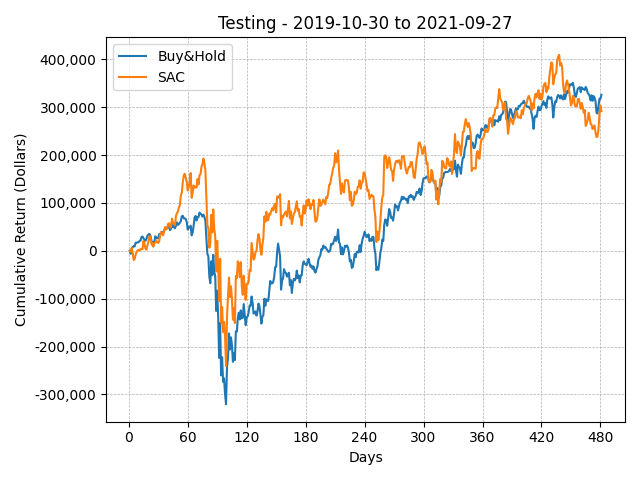 Testing - 2019-10-30 to 2021-09-27
Cumulative Return (Dollars)
400,000
300,000
200,000
100,000
0
-100,000
-200,000
-300,000
Buy&Hold
SAC
0 60 120 180 240 300 360 420 480
Days